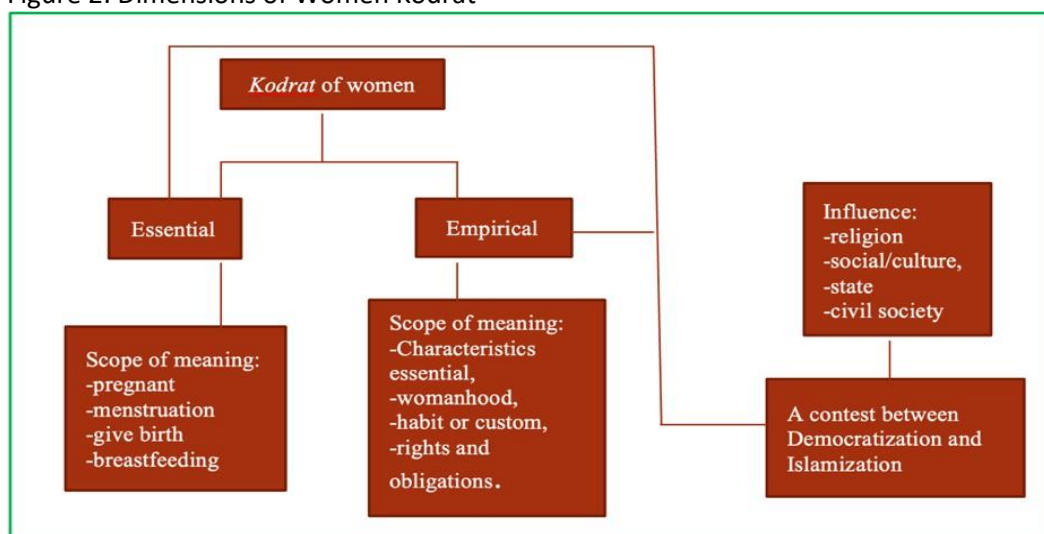 Figure 2. Dimensions of Women Kodrat
Kodrat of women
Essential
Empirical
Influence:
-religion
-social/culture,
-state
-civil society
Scope of meaning:
-pregnant
-menstruation
-give birth
-breastfeeding
Scope of meaning:
-Characteristics
essential,
-womanhood,
-habit or custom,
-rights and
obligations.
A contest between
Democratization and
Islamization